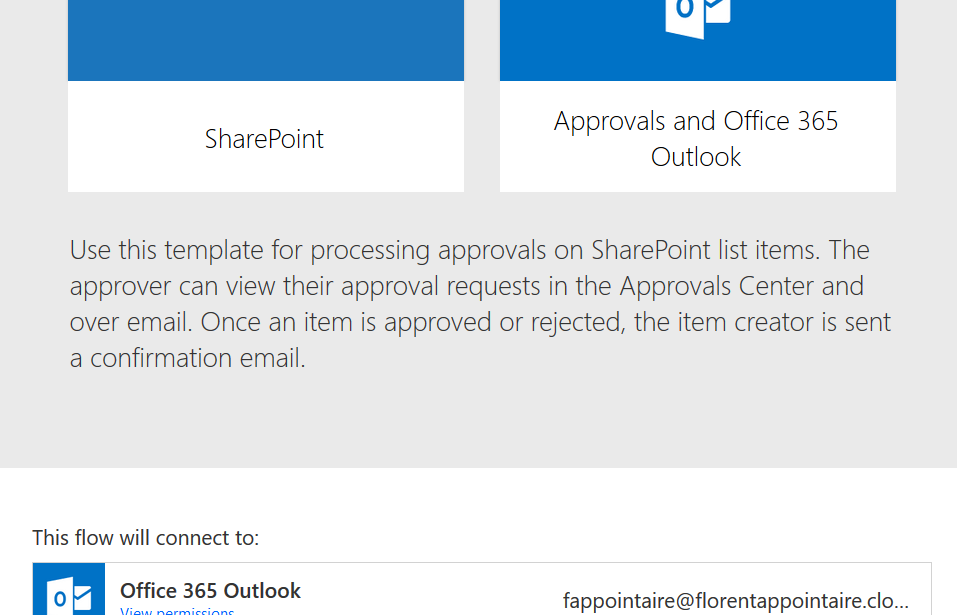 SharePoint
Approvals and Office 365
Outlook
Use this template for processing approvals on SharePoint list items. The
approver can view their approval requests in the Approvals Center and
over email. Once an item is approved or rejected, the item creator is sent
a confirmation email.
This flow will connect to:
Office 365 Outlook
View permissions
fappointaire@florentappointaire.clo...